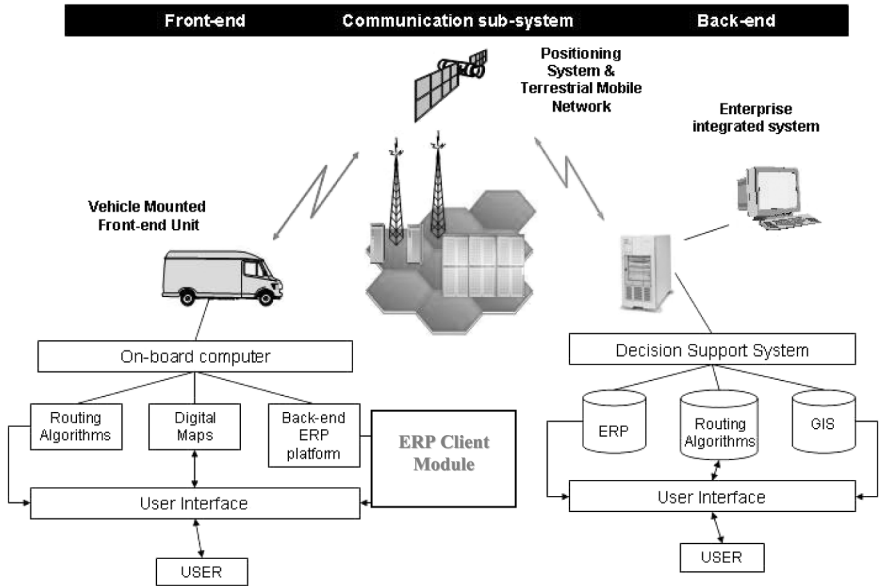 Front-end Communication sub-system Back-end
Positioning
System &
Terrestrial Mobile
Network
Enterprise
integrated system
Vehicle Mounted
Front-end Unit
On-board computer
Routing
Algorithms
Digital
Maps
Back-end
ERP
platform
ERP Client
Module
User Interface
USER
Decision Support System
ERP
Routing
Algorithms
GIS
User Interface
USER